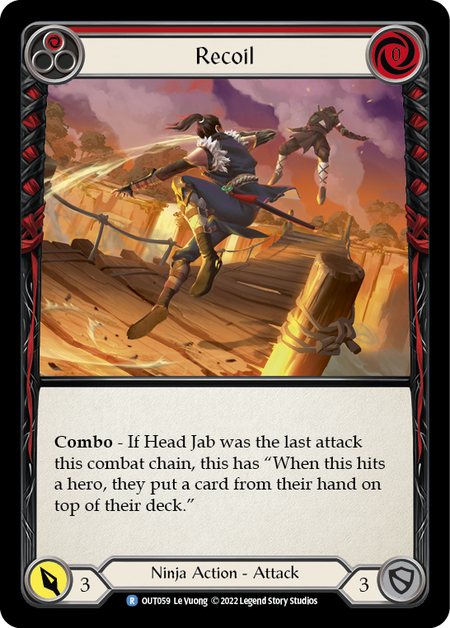 Recoil
0
Combo - If Head Jab was the last attack
this combat chain, this has “When this hits
a hero, they put a card from their hand on
top of their deck.”
3
Ninja Action - Attack
3
R OUT059 Le Vuong © 2022 Legend Story Studios